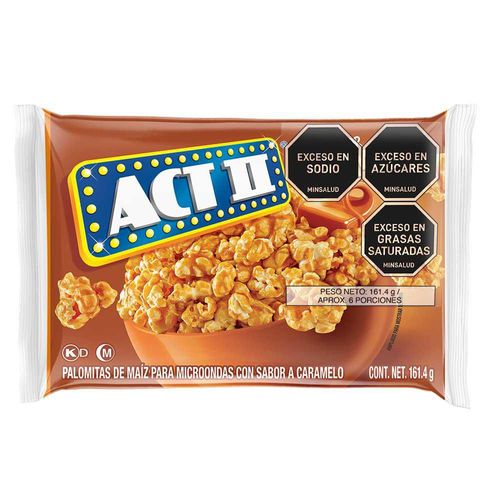 ACT II
®
EXCESO EN
SODIO
MINSALUD
EXCESO EN
AZÚCARES
MINSALUD
EXCESO EN
GRASAS
SATURADAS
MINSALUD
PESO NETO: 161.4 g/
APROX. 6 PORCIONES
K D
M
PALOMITAS DE MAÍZ PARA MICROONDAS CON SABOR A CARAMELO
CONT. NET. 161.4 g